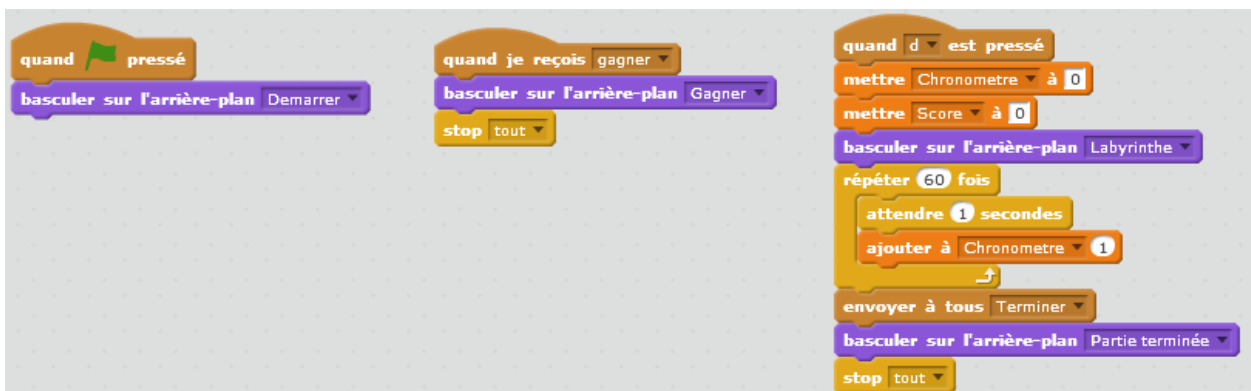 quand pressé
basculer sur l'arrière-plan Demarrer
quand je reçois gagner
basculer sur l'arrière-plan Gagner
stop tout
quand d est pressé
mettre Chronometre à 0
mettre Score à 0
basculer sur l'arrière-plan Labyrinthe
répéter 60 fois
attendre 1 secondes
ajouter à Chronometre 1
envoyer à tous Terminer
basculer sur l'arrière-plan Partie terminée
stop tout